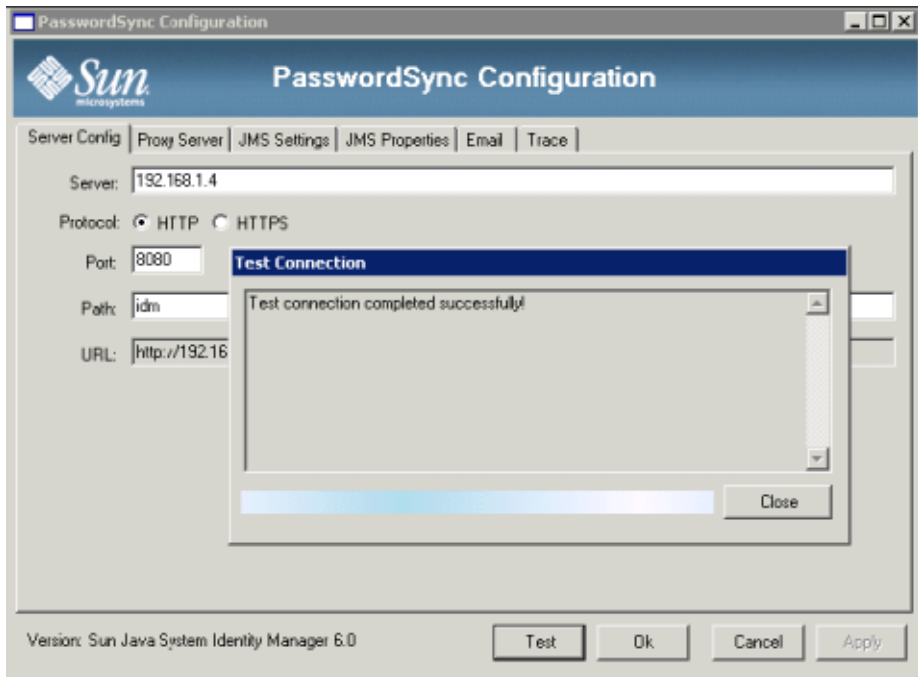 PasswordSync Configuration
Sun
microsystems
PasswordSync Configuration
Server Config Proxy Server JMS Settings JMS Properties Email Trace
Server: 192.168.1.4
Protocol: HTTP HTTPS
Port: 8080
Test Connection
Path: idm
Test connection completed successfully!
URL: http://192.16
Close
Version: Sun Java System Identity Manager 6.0
Test Ok Cancel Apply